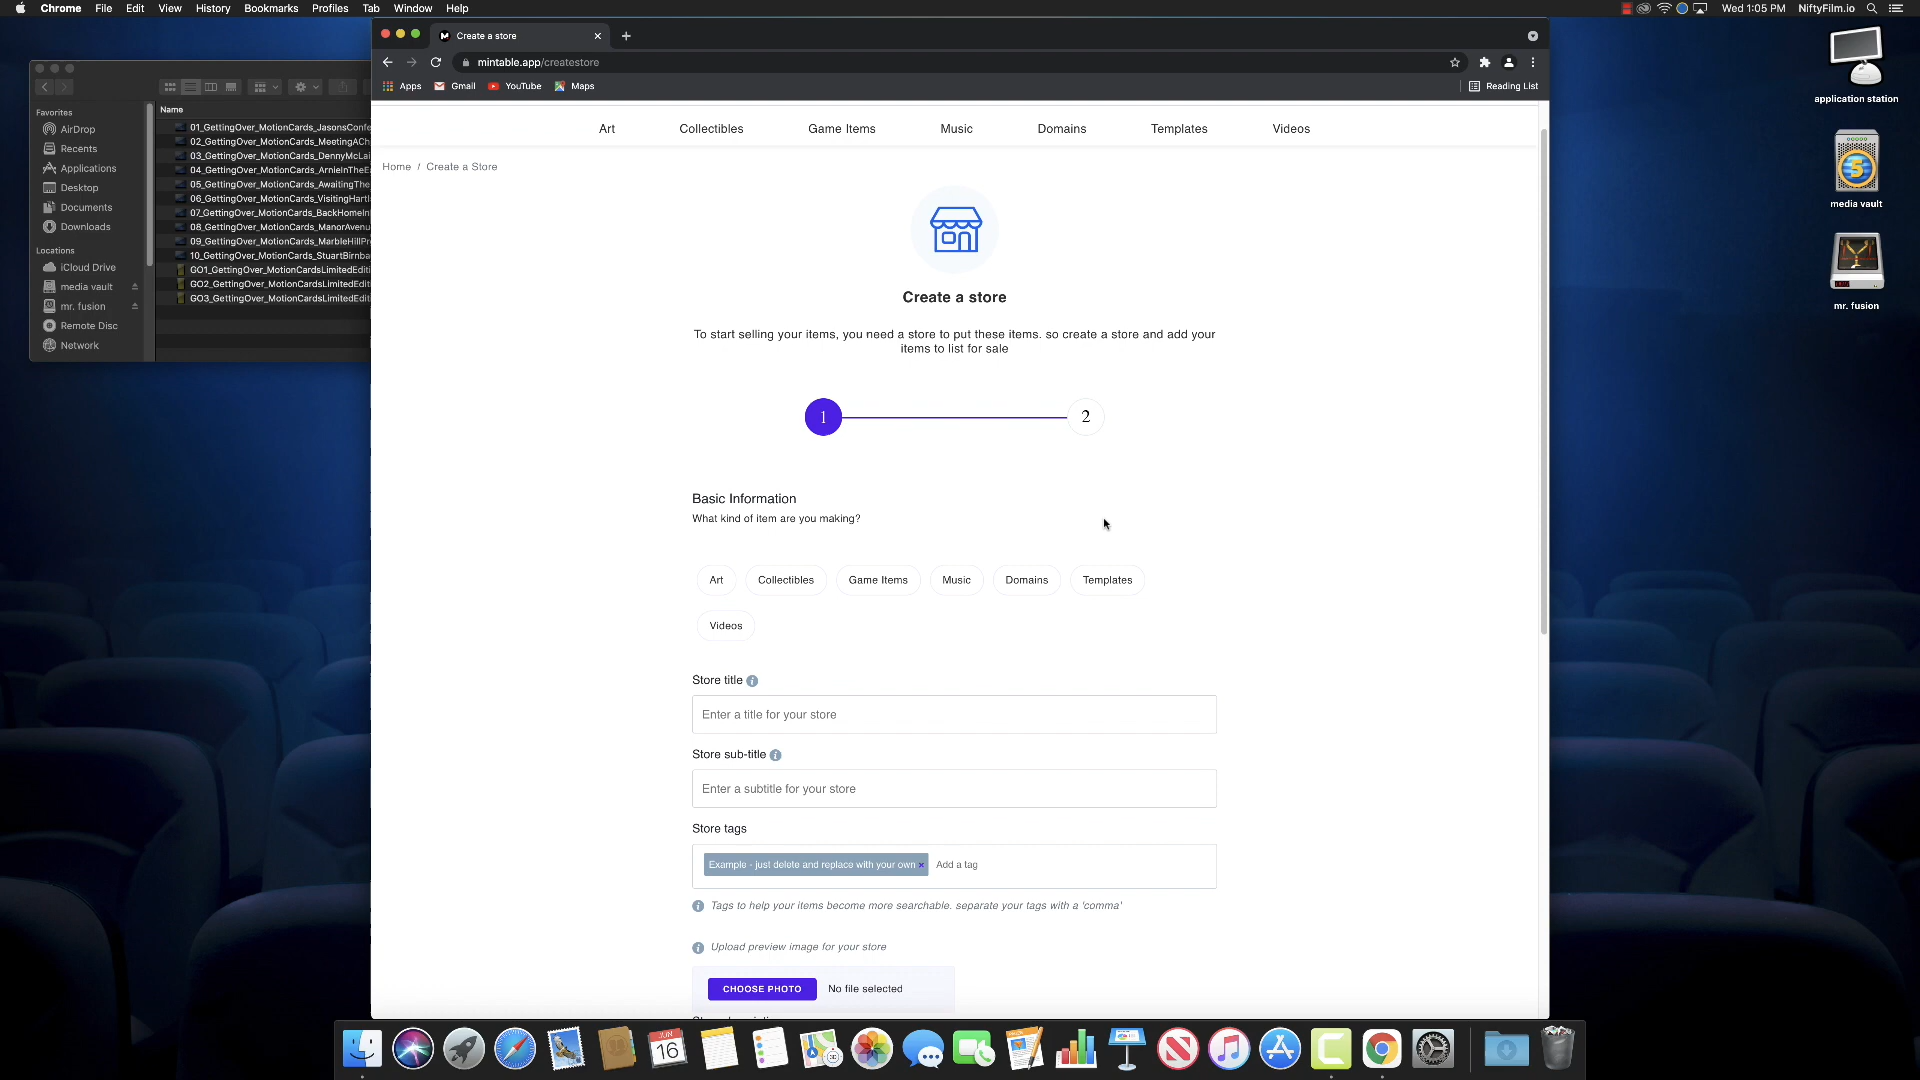 Chrome File Edit View History Bookmarks Profiles Tab Window Help
Wed 1:05 PM NiftyFilm.io
Create a store
mintable.app/createstore
Apps Gmail YouTube Maps
Reading List
Name
Favorites
AirDrop
Recents
Applications
Desktop
Documents
Downloads
Locations
iCloud Drive
media vault
mr. fusion
Remote Disc
Network
01_GettingOver_MotionCards_JasonsConfe
02_GettingOver_MotionCards_MeetingACh
03_GettingOver_MotionCards_DennyMcLai
04_GettingOver_MotionCards_ArnieInTheE
05_GettingOver_MotionCards_AwaitingThe
06_GettingOver_MotionCards_VisitingHartl
07_GettingOver_MotionCards_BackHomeIn
08_GettingOver_MotionCards_ManorAvenu
09_GettingOver_MotionCards_MarbleHillPr
10_GettingOver_MotionCards_StuartBirnba
GO1_GettingOver_MotionCardsLimitedEditi
GO2_GettingOver_MotionCardsLimitedEdit
GO3_GettingOver_MotionCardsLimitedEdit
Art Collectibles Game Items Music Domains Templates Videos
Home / Create a Store
Create a store
To start selling your items, you need a store to put these items. so create a store and add your
items to list for sale
1 2
Basic Information
What kind of item are you making?
Art Collectibles Game Items Music Domains Templates
Videos
Store title
Enter a title for your store
Store sub-title
Enter a subtitle for your store
Store tags
Example - just delete and replace with your own × Add a tag
Tags to help your items become more searchable. separate your tags with a 'comma'
Upload preview image for your store
CHOOSE PHOTO No file selected
application station
5
media vault
mr. fusion
JUN
16